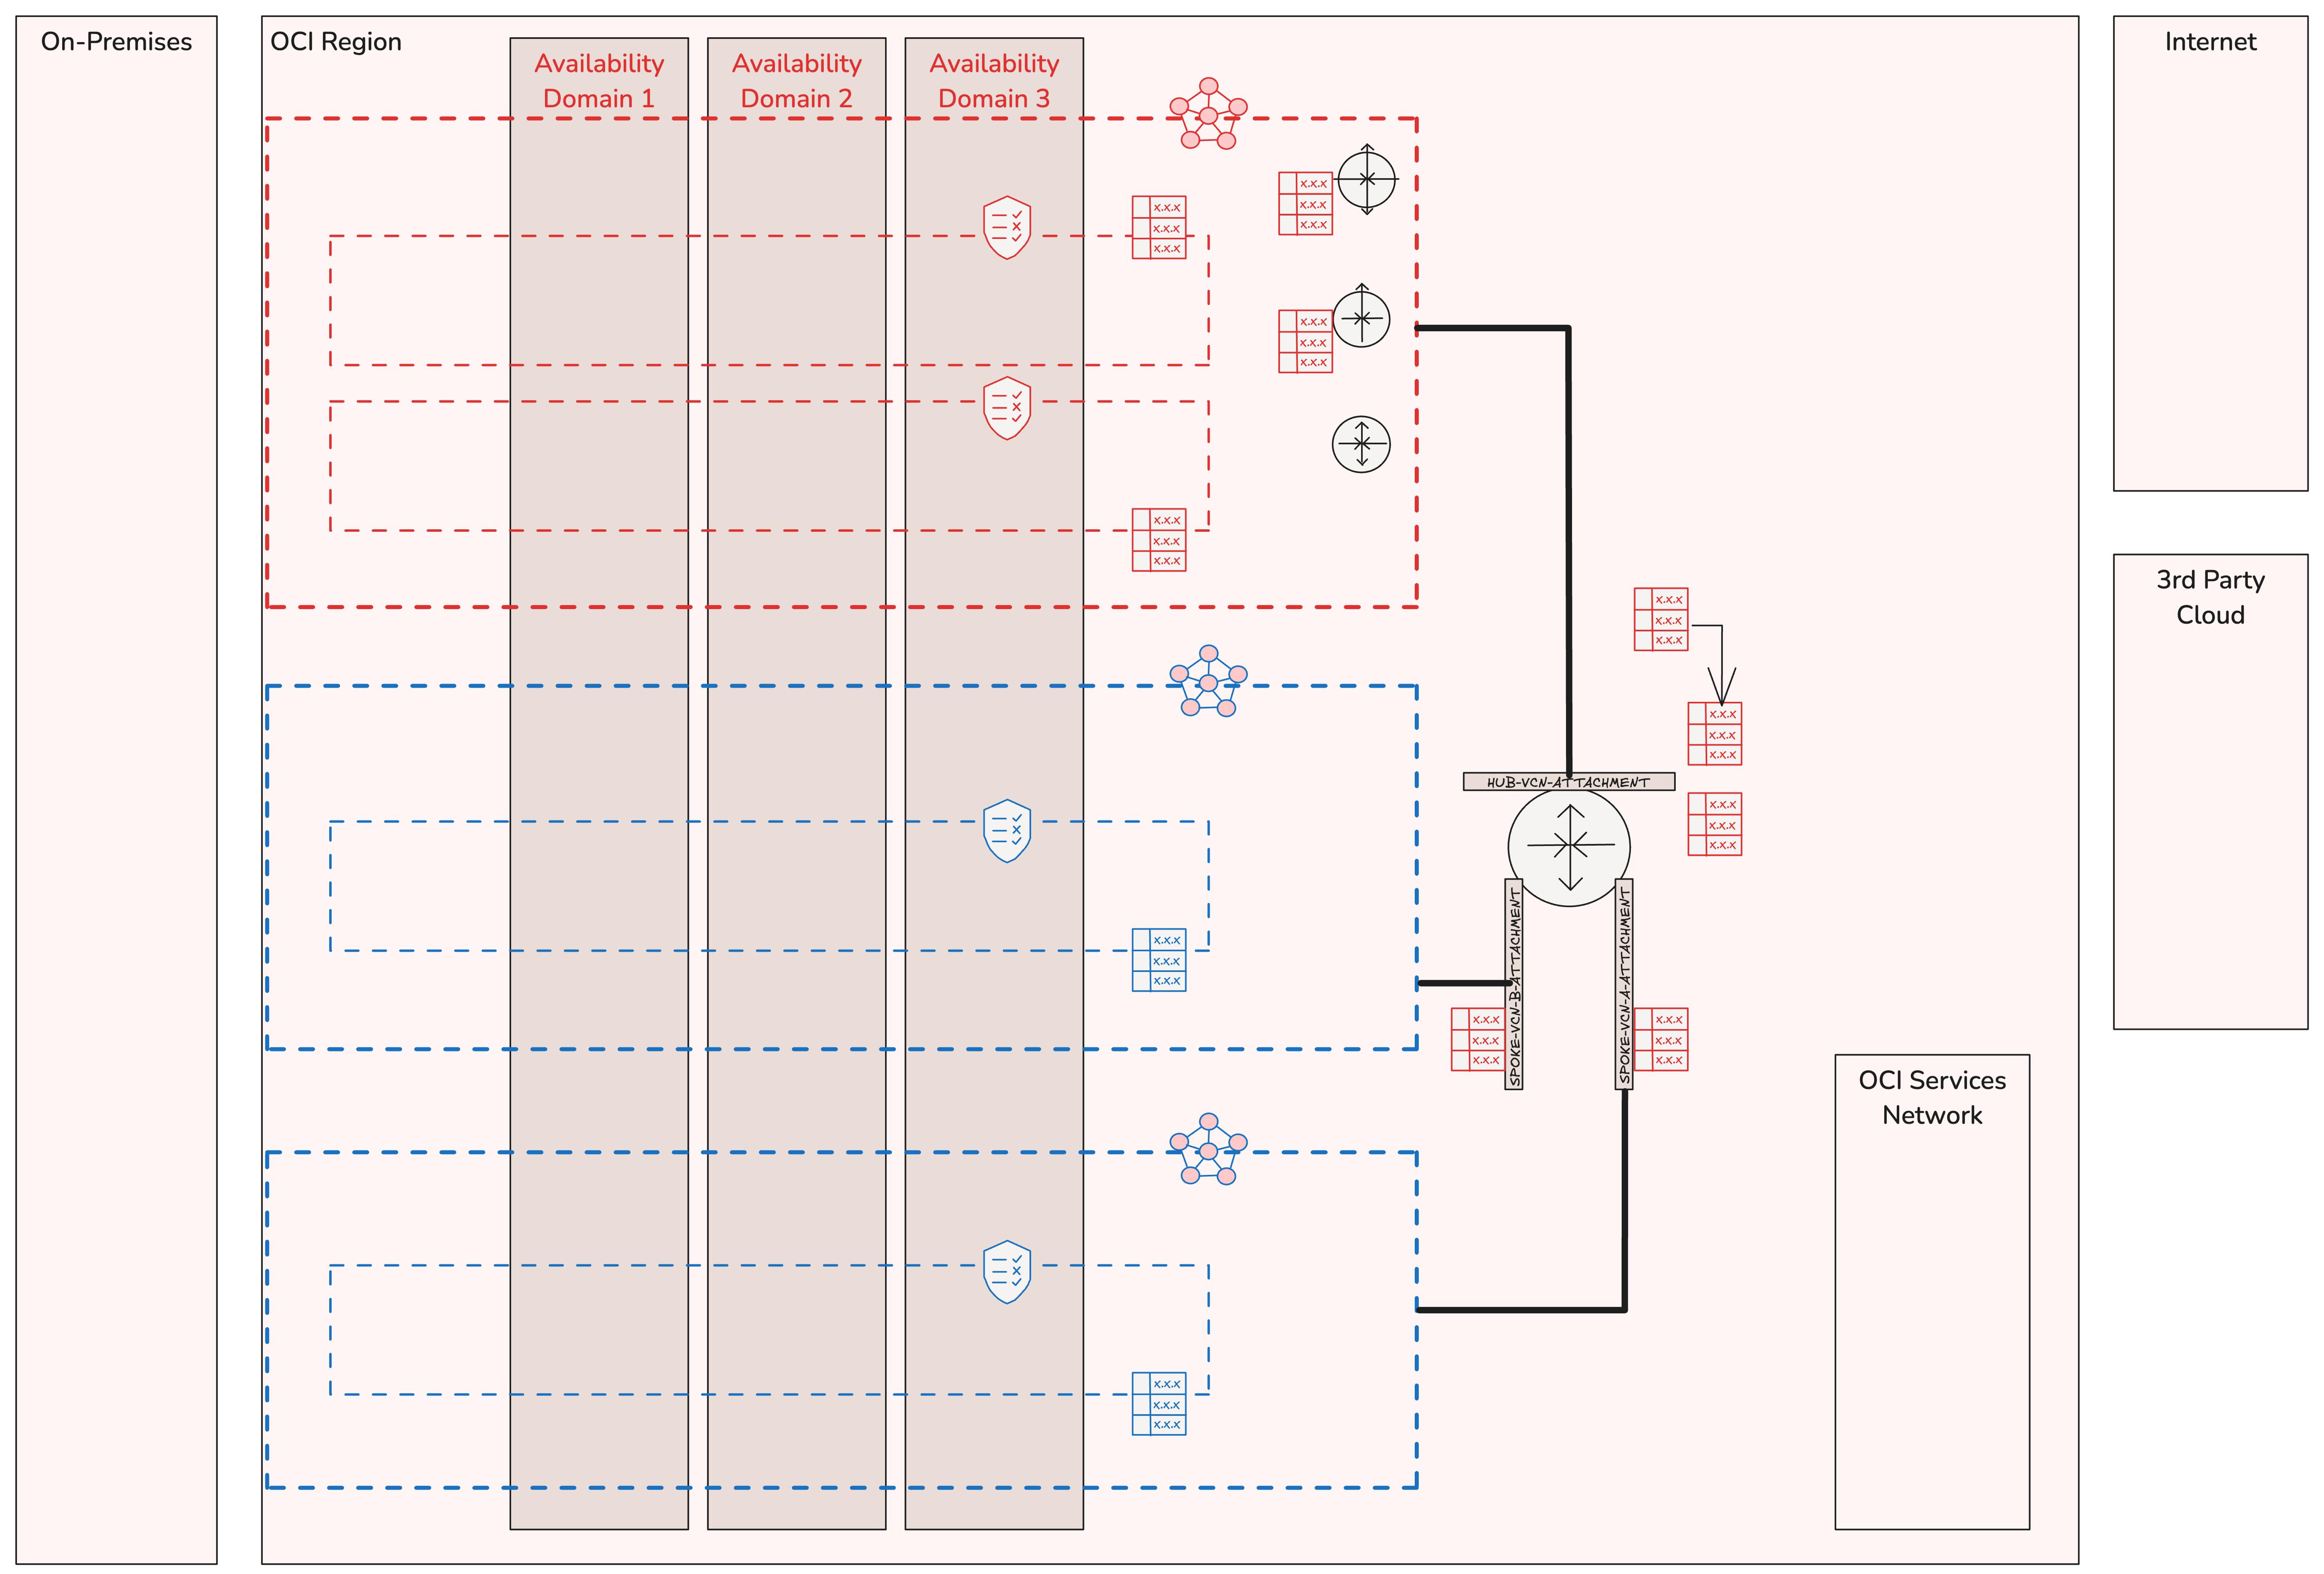 On-Premises
OCI Region
Availability
Domain 1
Availability
Domain 2
Availability
Domain 3
Internet
x.x.x
x.x.x
x.x.x
x.x.x
x.x.x
x.x.x
x.x.x
x.x.x
x.x.x
x.x.x
x.x.x
x.x.x
3rd Party
Cloud
x.x.x
x.x.x
x.x.x
x.x.x
x.x.x
x.x.x
HUB-VCN-ATTACHMENT
x.x.x
x.x.x
x.x.x
SPOKE-VCN-B-ATTACHMENT
SPOKE-VCN-A-ATTACHMENT
x.x.x
x.x.x
x.x.x
x.x.x
x.x.x
x.x.x
x.x.x
x.x.x
x.x.x
OCI Services
Network
x.x.x
x.x.x
x.x.x